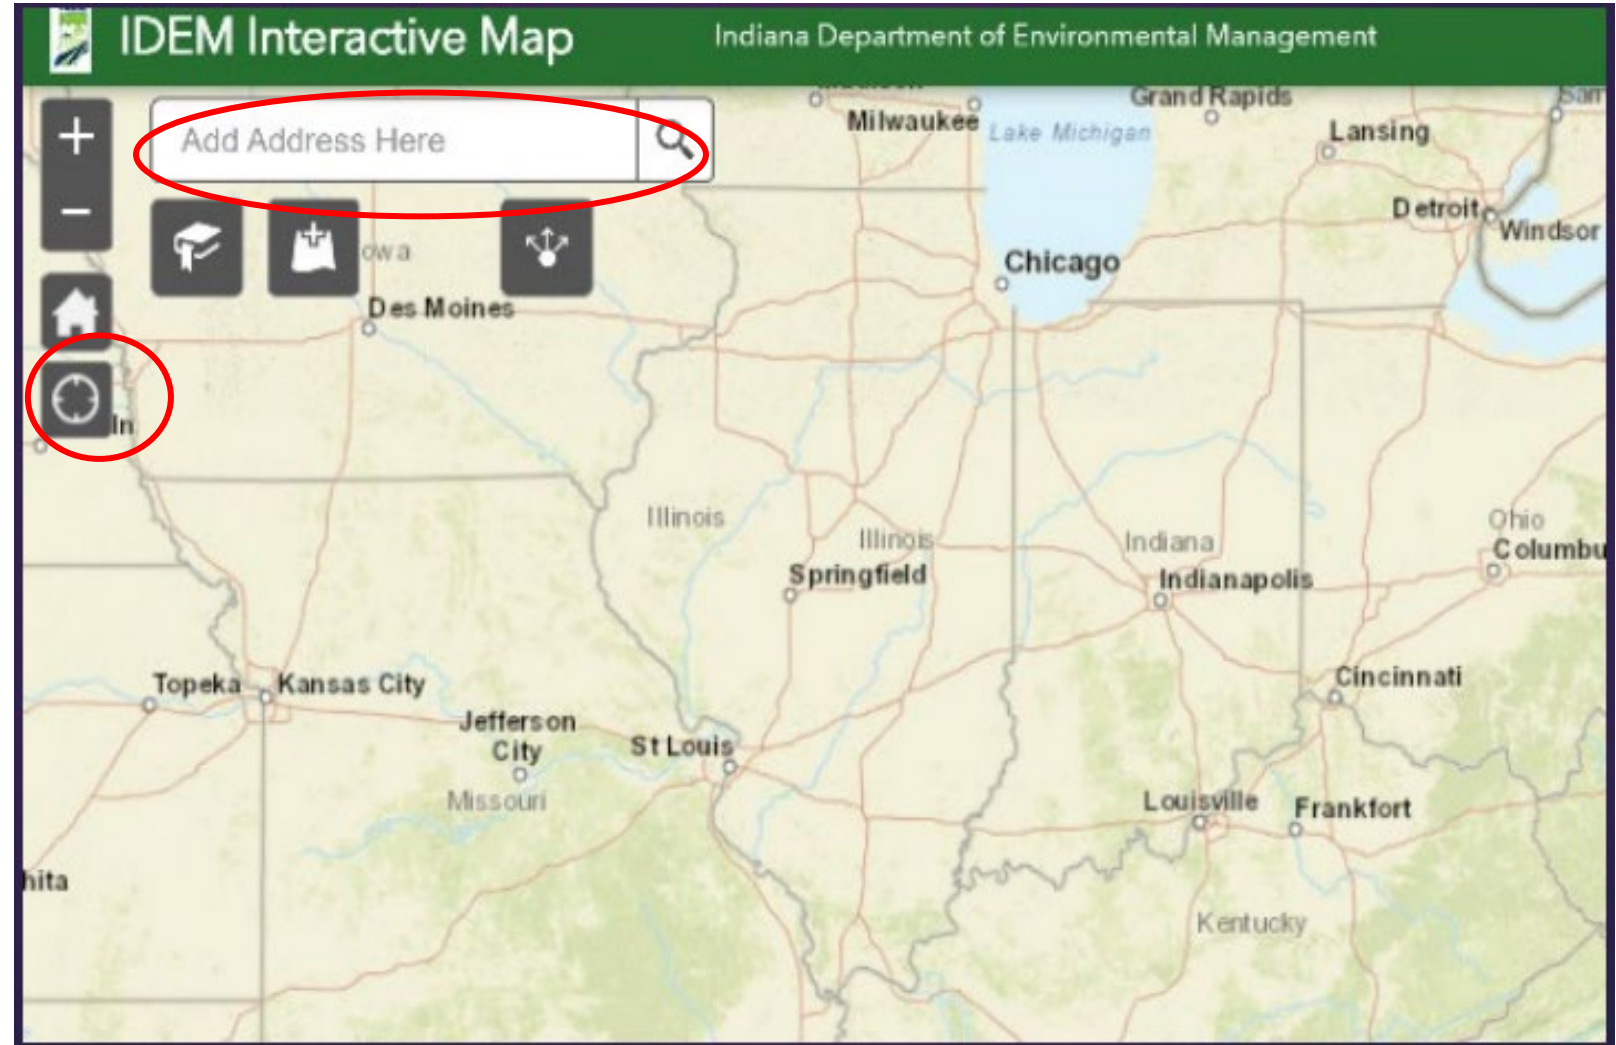 IDEM Interactive Map
Indiana Department of Environmental Management
Add Address Here
Grand Rapids
Milwaukee
Lake Michigan
Lansing
Detroit
Windsor
Chicago
owa
Des Moines
ln
Illinois
Illinois
Springfield
Indiana
Indianapolis
Ohio
Columbu
Topeka
Kansas City
Cincinnati
Jefferson
City
St Louis
Missouri
Louisville
Frankfort
hita
Kentucky